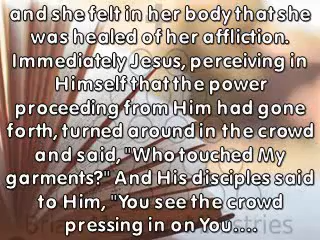 and she felt in her body that she
was healed of her affliction.
Immediately Jesus, perceiving in
Himself that the power
proceeding from Him had gone
forth, turned around in the crowd
and said, "Who touched My
garments?" And His disciples said
to Him, "You see the crowd
pressing in on You....